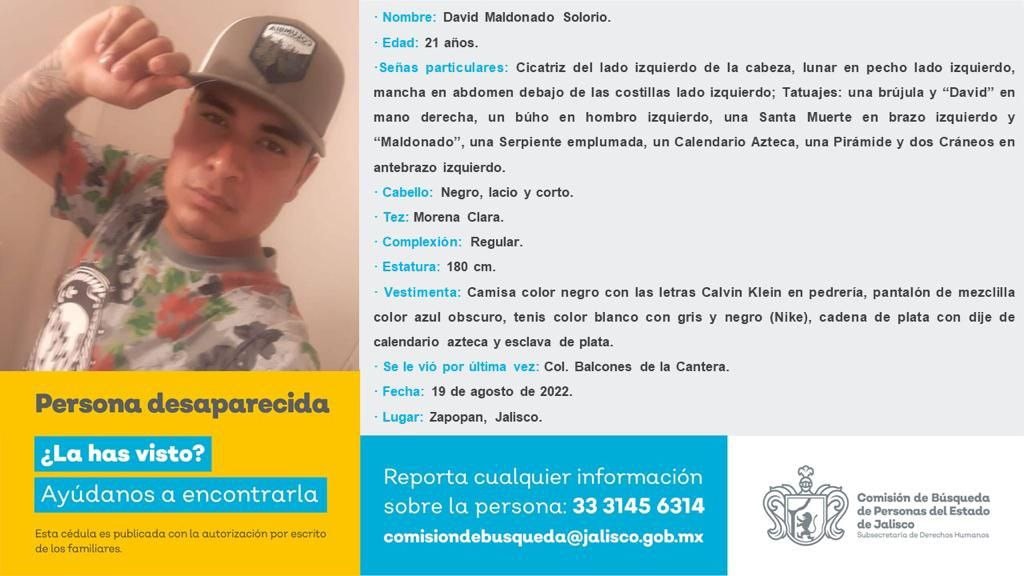 · Nombre: David Maldonado Solorio.
· Edad: 21 años.
·Señas particulares: Cicatriz del lado izquierdo de la cabeza, lunar en pecho lado izquierdo,
mancha en abdomen debajo de las costillas lado izquierdo; Tatuajes: una brújula y “David” en
mano derecha, un búho en hombro izquierdo, una Santa Muerte en brazo izquierdo y
“Maldonado”, una Serpiente emplumada, un Calendario Azteca, una Pirámide y dos Cráneos en
antebrazo izquierdo.
· Cabello: Negro, lacio y corto.
· Tez: Morena Clara.
· Complexión: Regular.
· Estatura: 180 cm.
· Vestimenta: Camisa color negro con las letras Calvin Klein en pedrería, pantalón de mezclilla
color azul obscuro, tenis color blanco con gris y negro (Nike), cadena de plata con dije de
calendario azteca y esclava de plata.
· Se le vió por última vez: Col. Balcones de la Cantera.
· Fecha: 19 de agosto de 2022.
· Lugar: Zapopan, Jalisco.
Persona desaparecida
¿La has visto?
Ayúdanos a encontrarla
Esta cédula es publicada con la autorización por escrito
de los familiares.
Reporta cualquier información
sobre la persona: 33 3145 6314
comisiondebusqueda@jalisco.gob.mx
Comisión de Búsqueda
de Personas del Estado
de Jalisco
Subsecretaría de Derechos Humanos